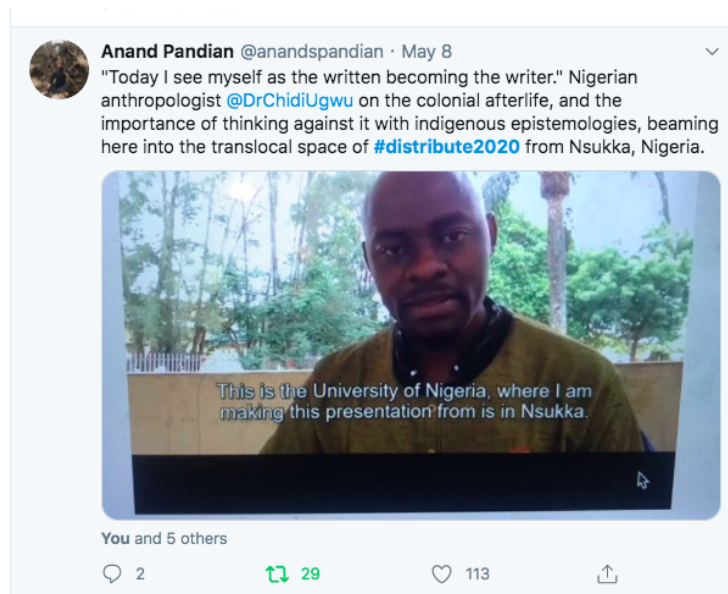 Anand Pandian @anandspandian · May 8
"Today I see myself as the written becoming the writer." Nigerian
anthropologist @DrChidiUgwu on the colonial afterlife, and the
importance of thinking against it with indigenous epistemologies, beaming
here into the translocal space of #distribute2020 from Nsukka, Nigeria.
This is the University of Nigeria, where I am
making this presentation from is in Nsukka.
You and 5 others
2 29 113